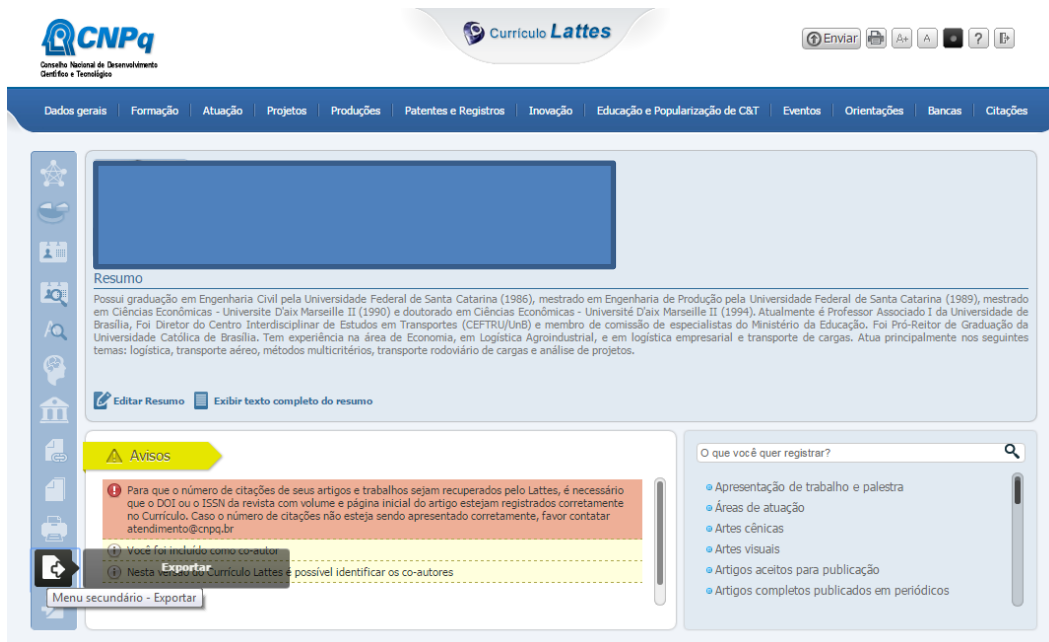 CNPq
Conselho Nacional de Desenvolvimento
Científico e Tecnológico
Currículo Lattes
Enviar A+ A ?
Dados gerais Formação Atuação Projetos Produções Patentes e Registros Inovação Educação e Popularização de C&T Eventos Orientações Bancas Citações
Resumo
Possui graduação em Engenharia Civil pela Universidade Federal de Santa Catarina (1986), mestrado em Engenharia de Produção pela Universidade Federal de Santa Catarina (1989), mestrado
em Ciências Econômicas - Universite D'aix Marseille II (1990) e doutorado em Ciências Econômicas - Université D'aix Marseille II (1994). Atualmente é Professor Associado I da Universidade de
Brasília, Foi Diretor do Centro Interdisciplinar de Estudos em Transportes (CEFTRU/UnB) e membro de comissão de especialistas do Ministério da Educação. Foi Pró-Reitor de Graduação da
Universidade Católica de Brasília. Tem experiência na área de Economia, em Logística Agroindustrial, e em logística empresarial e transporte de cargas. Atua principalmente nos seguintes
temas: logística, transporte aéreo, métodos multicritérios, transporte rodoviário de cargas e análise de projetos.
Editar Resumo Exibir texto completo do resumo
Avisos
Para que o número de citações de seus artigos e trabalhos sejam recuperados pelo Lattes, é necessário
que o DOI ou o ISSN da revista com volume e página inicial do artigo estejam registrados corretamente
no Currículo. Caso o número de citações não esteja sendo apresentado corretamente, favor contatar
atendimento@cnpq.br
Você foi incluído como co-autor
Exportar
Nesta versão do Currículo Lattes é possível identificar os co-autores
Menu secundário - Exportar
O que você quer registrar?
Apresentação de trabalho e palestra
Áreas de atuação
Artes cênicas
Artes visuais
Artigos aceitos para publicação
Artigos completos publicados em periódicos